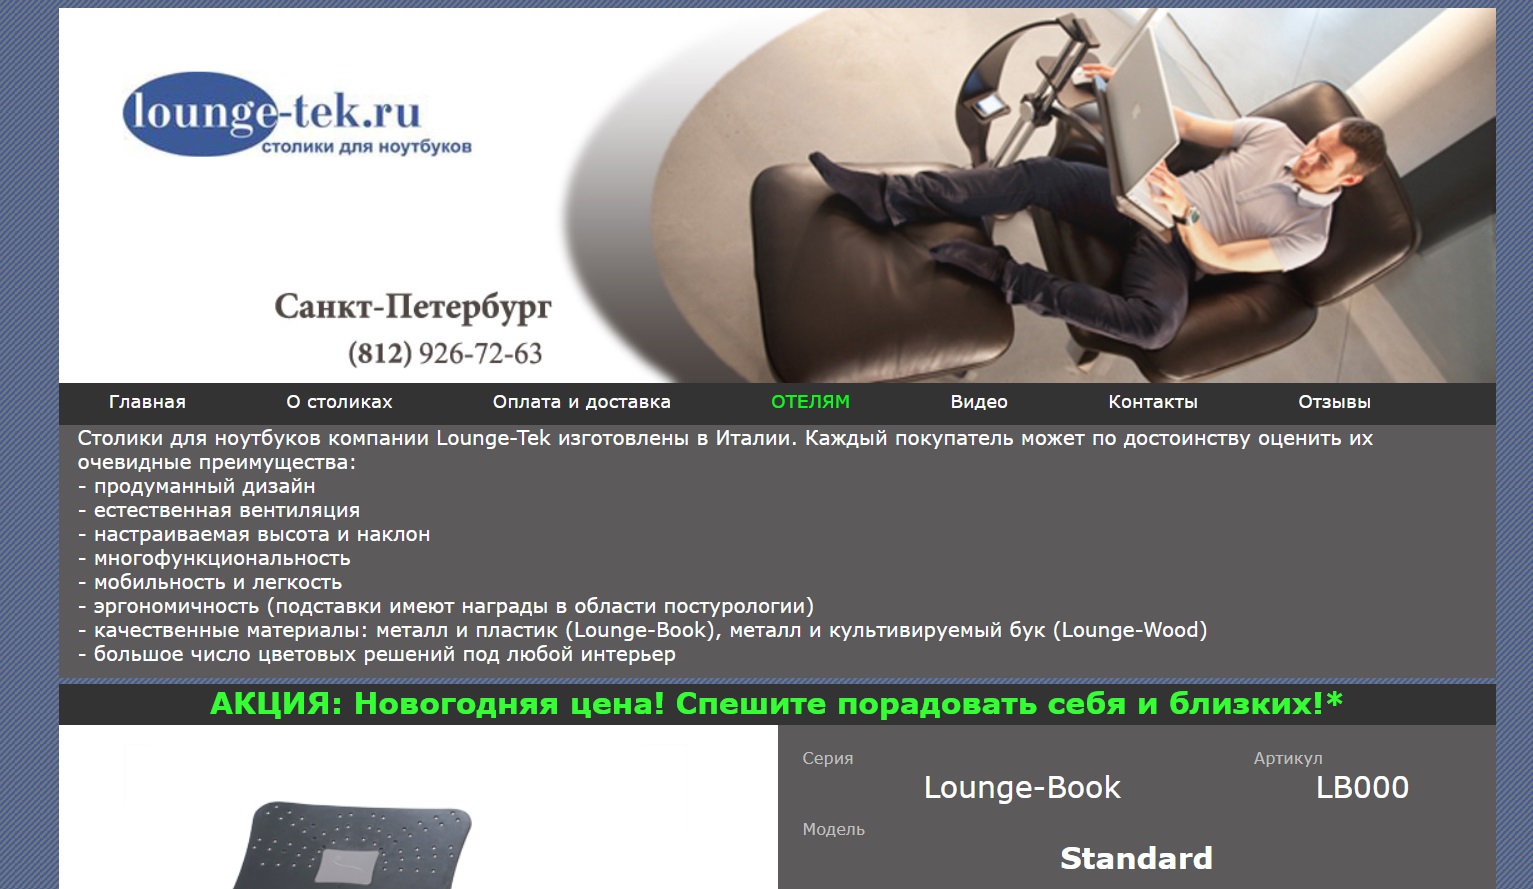 lounge-tek.ru
столики для ноутбуков
Санкт-Петербург
(812) 926-72-63
Главная О столиках Оплата и доставка ОТЕЛЯМ Видео Контакты Отзывы
Столики для ноутбуков компании Lounge-Tek изготовлены в Италии. Каждый покупатель может по достоинству оценить их
очевидные преимущества:
- продуманный дизайн
- естественная вентиляция
- настраиваемая высота и наклон
- многофункциональность
- мобильность и легкость
- эргономичность (подставки имеют награды в области постурологии)
- качественные материалы: металл и пластик (Lounge-Book), металл и культивируемый бук (Lounge-Wood)
- большое число цветовых решений под любой интерьер
АКЦИЯ: Новогодняя цена! Спешите порадовать себя и близких!*
Серия Артикул
Lounge-Book LB000
Модель
Standard